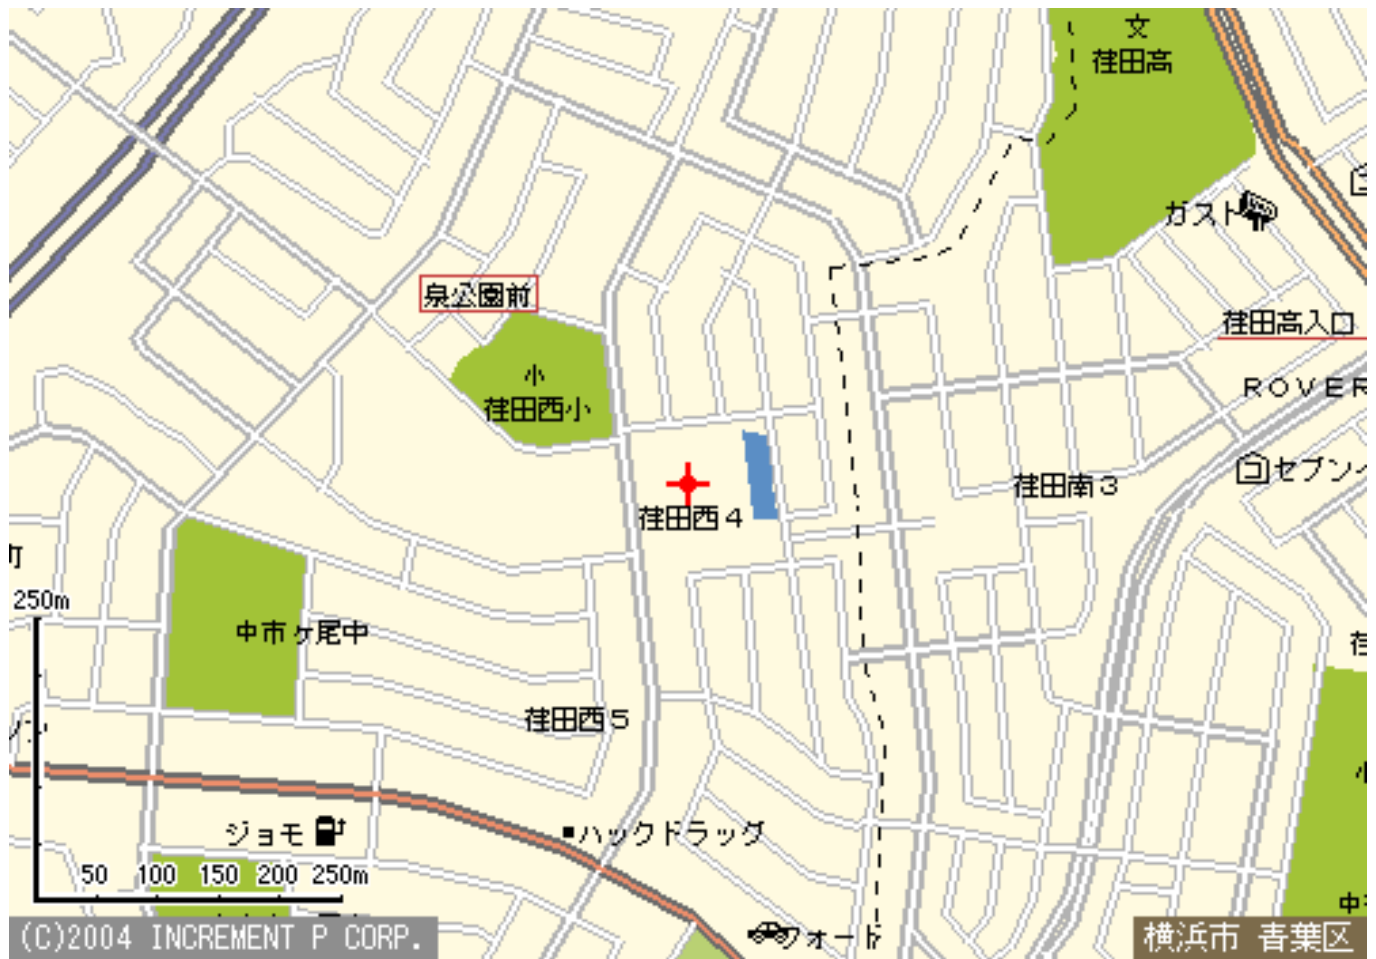 文
荏田高
ガスト
泉公園前
荏田高入口
小
荏田西小
ROVER
セブンイ
荏田南3
荏田西4
町
250m
中市ヶ尾中
荏
荏田西5
ジョモ
ハックドラッグ
50 100 150 200 250m
フォード
(C)2004 INCREMENT P CORP.
横浜市 青葉区